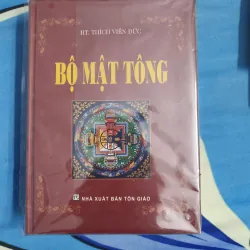 HT. THÍCH VIÊN ĐỨC
BỘ MẬT TÔNG
NHÀ XUẤT BẢN TÔN GIÁO